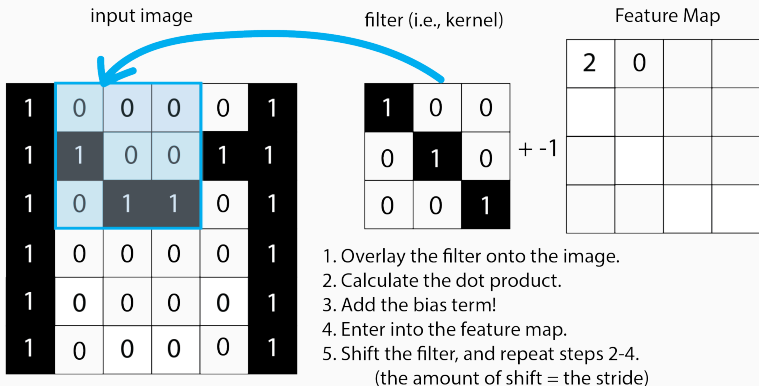 input image
filter (i.e., kernel)
Feature Map
1 0 0 0 0 1
1 1 0 0 1 1
1 0 1 1 0 1
1 0 0 0 0 1
1 0 0 0 0 1
1 0 0 0 0 1
1 0 0
0 1 0
0 0 1
+ -1
2 0
1. Overlay the filter onto the image.
2. Calculate the dot product.
3. Add the bias term!
4. Enter into the feature map.
5. Shift the filter, and repeat steps 2-4.
(the amount of shift = the stride)